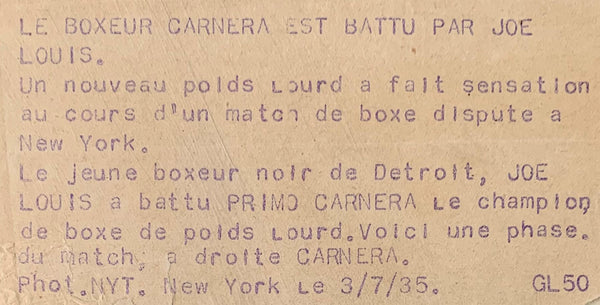 LE BOXEUR CARNERA EST BATTU PAR JOE
LOUIS.
Un nouveau poids Lourd a fait sensation
au cours d'un match de boxe dispute a
New York.
Le jeune boxeur noir de Detroit, JOE
LOUIS a battu PRIMO CARNERA Le champion
de boxe de poids Lourd.Voici une phase.
du match, a droite CARNERA.
Phot.NYT. New York Le 3/7/35. GL50